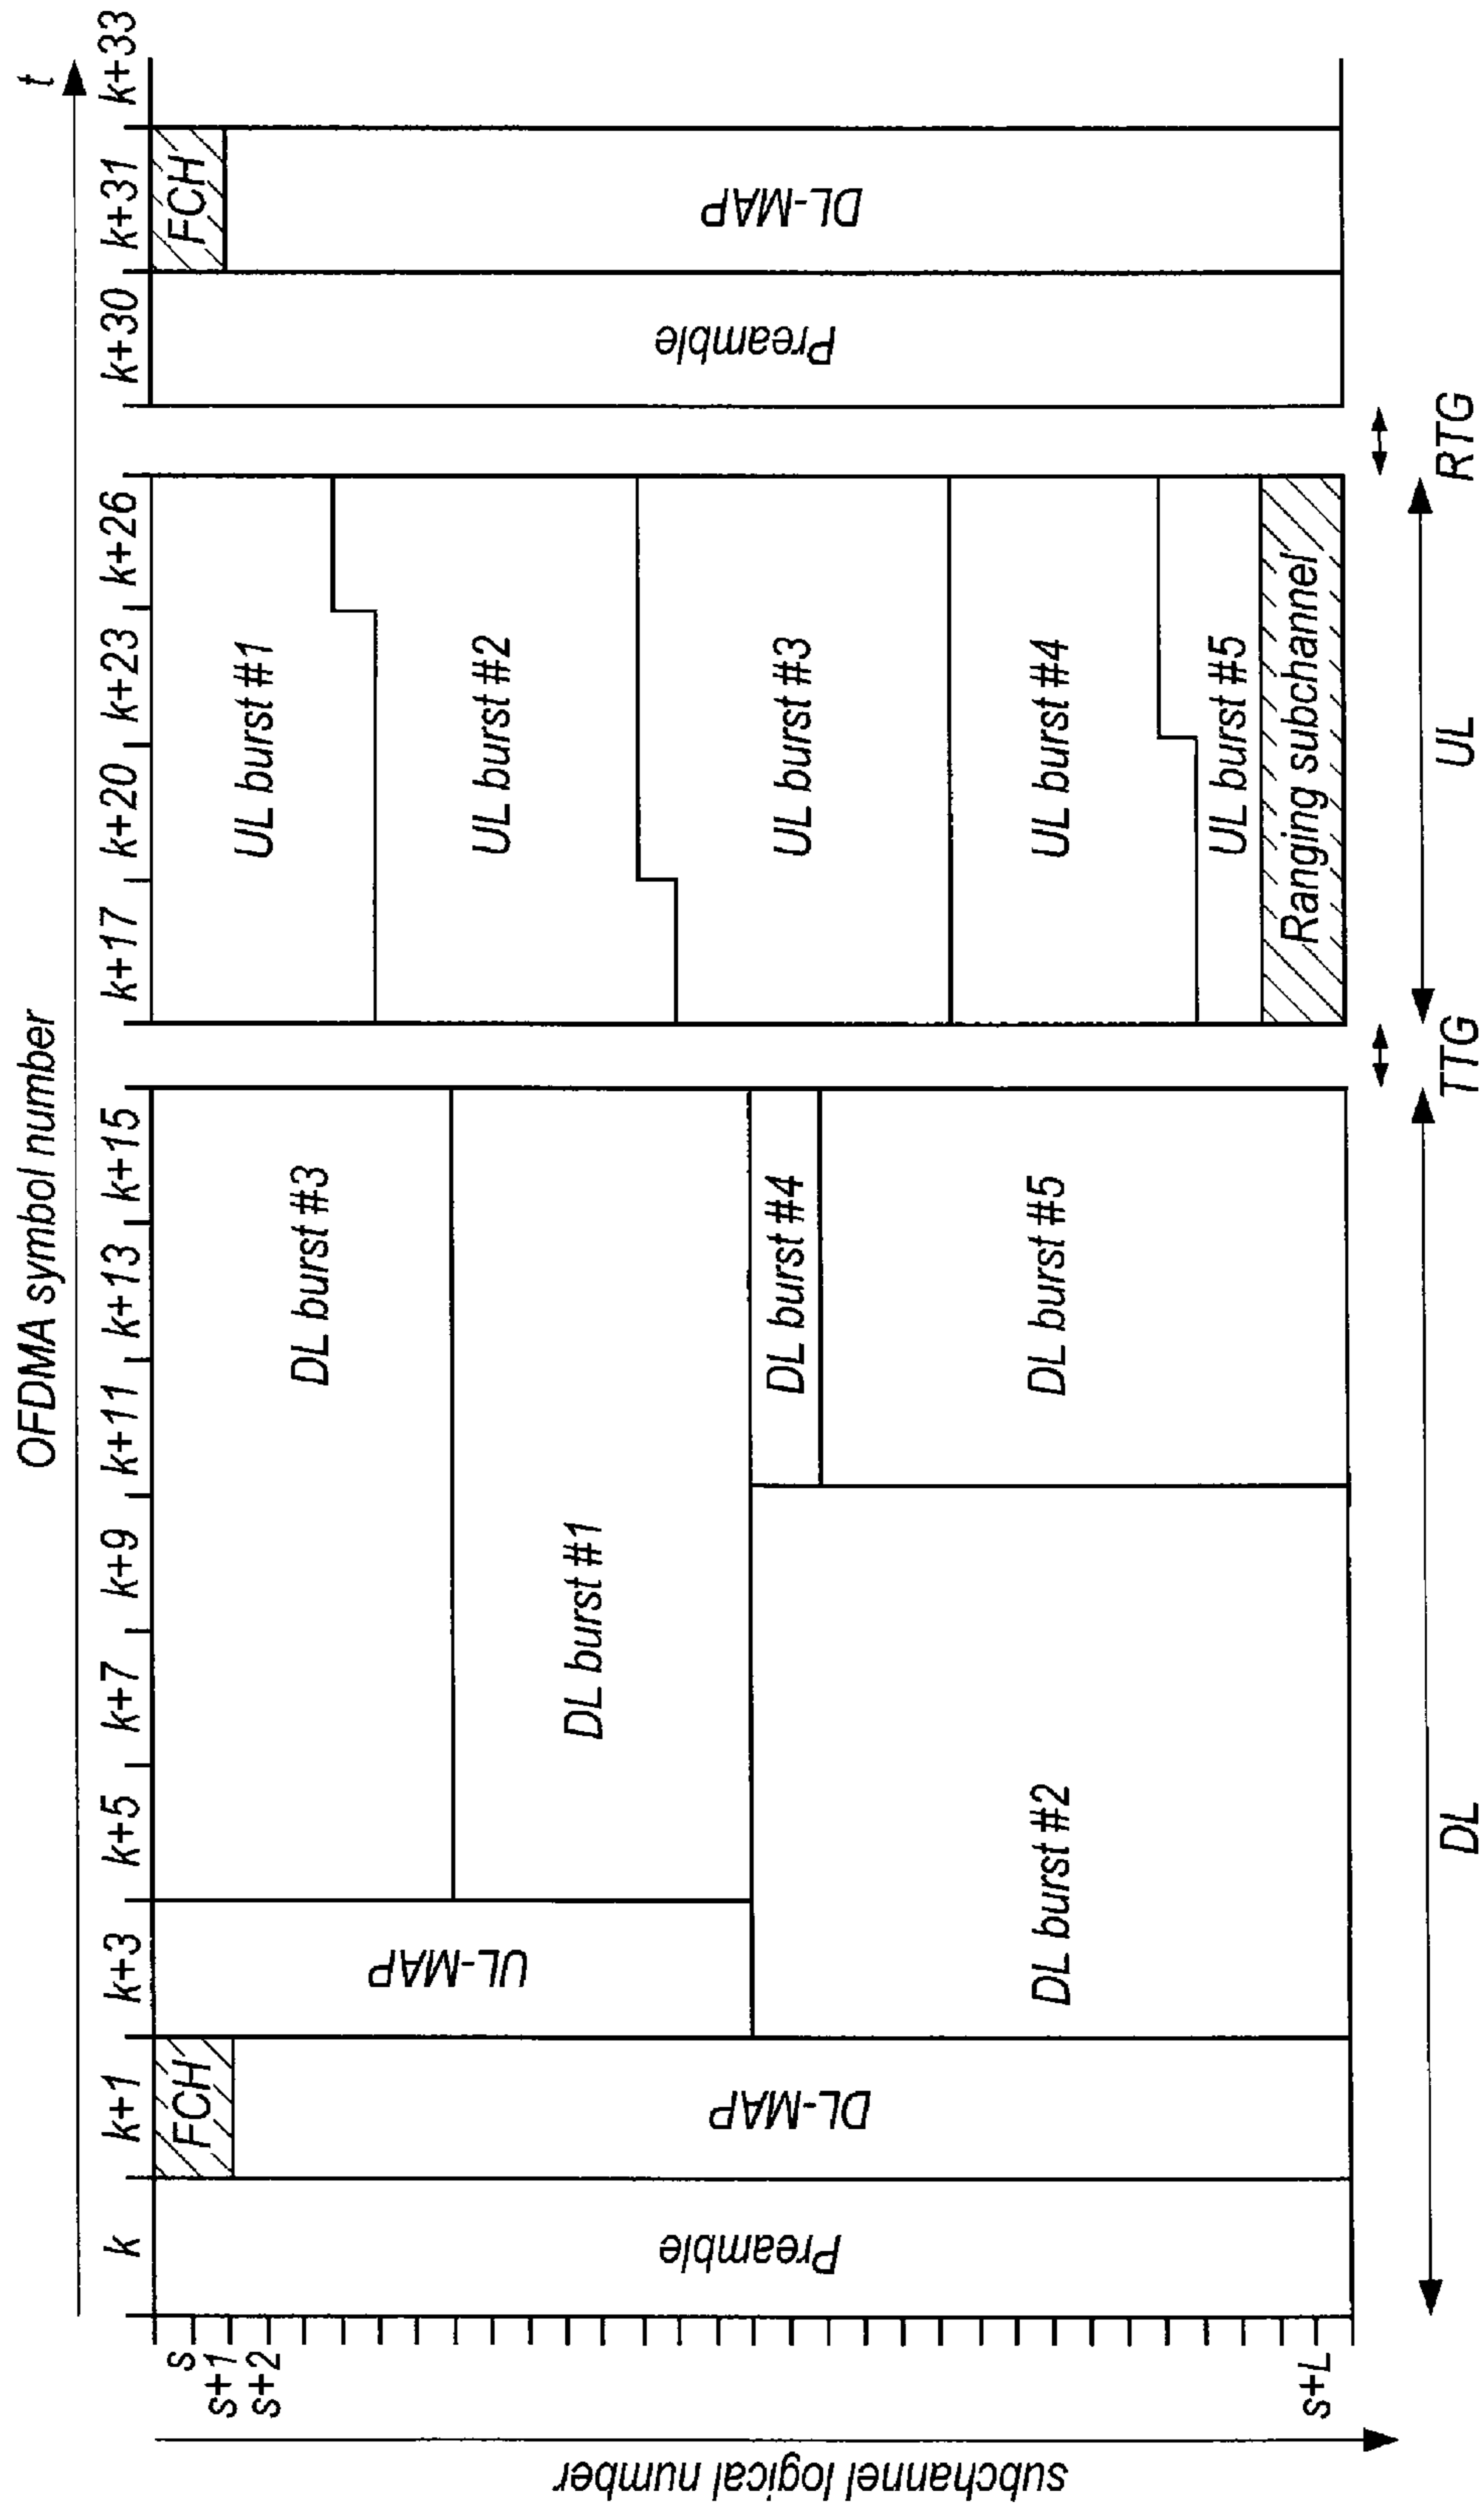 OFDMA symbol number
t
k
k+1
k+3
k+5
k+7
k+9
k+11
k+13
k+15
k+17
k+20
k+23
k+26
k+30
k+31
k+33
s
s+1
s+2
s+L
subchannel logical number
Preamble
FCH
DL-MAP
UL-MAP
DL burst #3
DL burst #1
DL burst #2
DL burst #4
DL burst #5
UL burst #1
UL burst #2
UL burst #3
UL burst #4
UL burst #5
Ranging subchannel
Preamble
FCH
DL-MAP
DL
TTG
UL
RTG